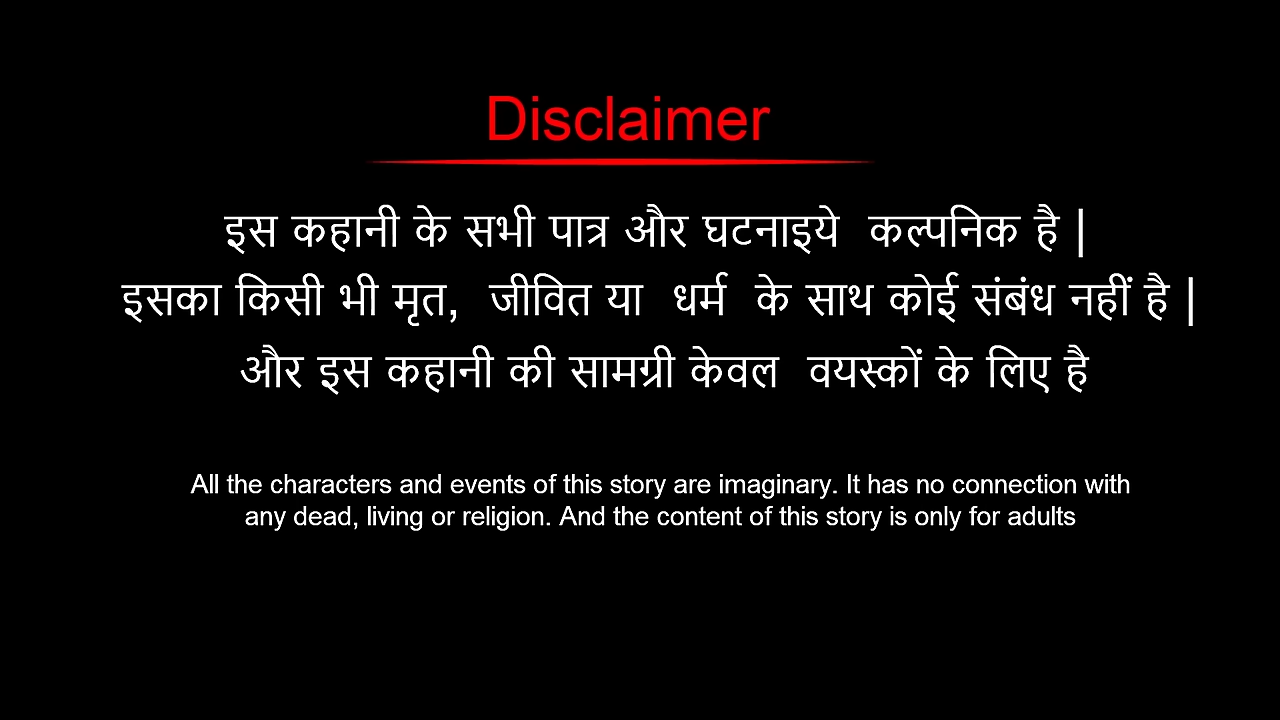 Disclaimer
इस कहानी के सभी पात्र और घटनाइये कल्पनिक है |
इसका किसी भी मृत, जीवित या धर्म के साथ कोई संबंध नहीं है |
और इस कहानी की सामग्री केवल वयस्कों के लिए है
All the characters and events of this story are imaginary. It has no connection with
any dead, living or religion. And the content of this story is only for adults